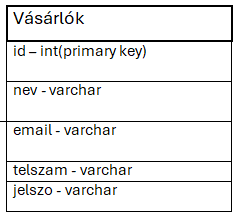 Vásárlók
id – int(primary key)
nev - varchar
email - varchar
telszam - varchar
jelszo - varchar